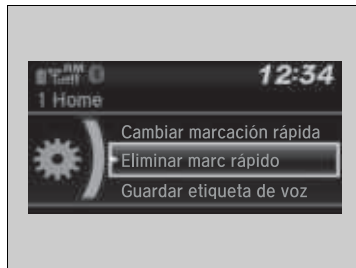 12:34
1 Home
Cambiar marcación rápida
Eliminar marc rápido
Guardar etiqueta de voz